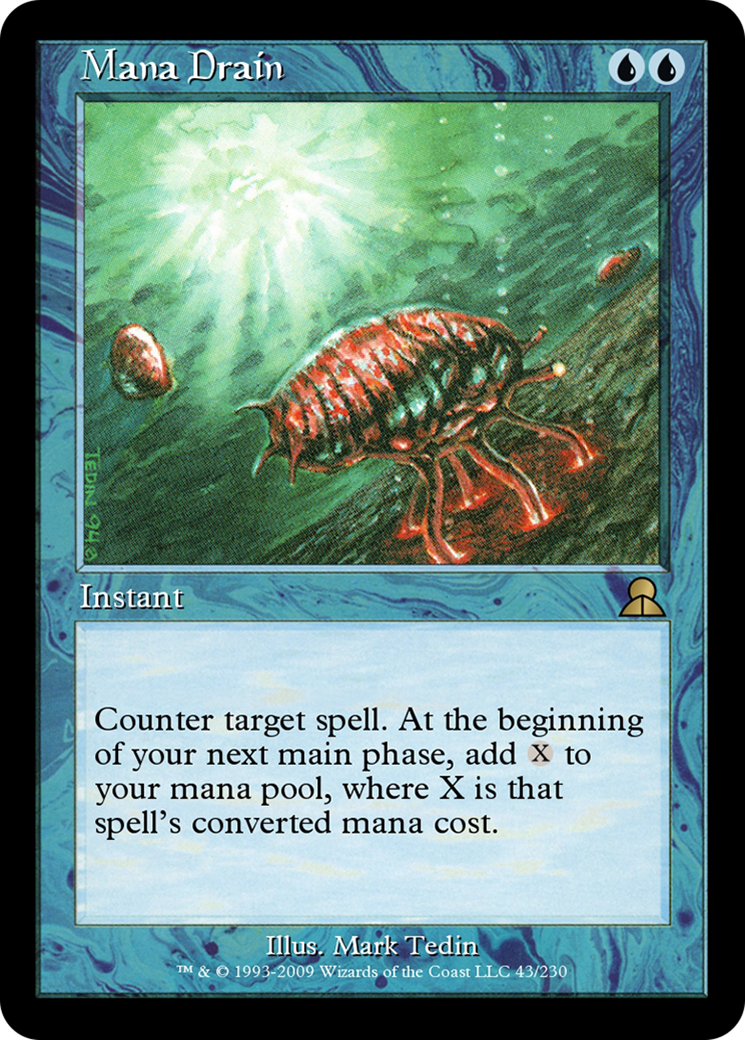 Mana Drain
TEDIN 94
Instant
Counter target spell. At the beginning
of your next main phase, add X to
your mana pool, where X is that
spell's converted mana cost.
Illus. Mark Tedin
™ & © 1993-2009 Wizards of the Coast LLC 43/230